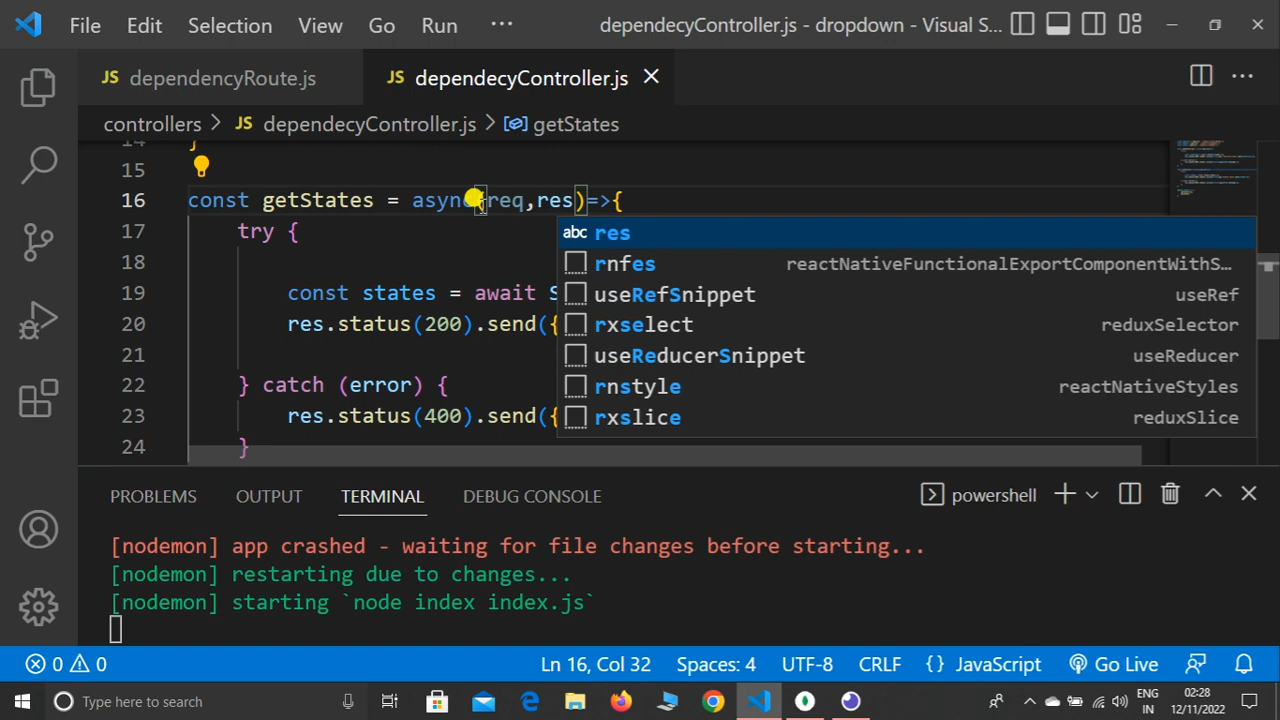 File Edit Selection View Go Run ··· dependecyController.js - dropdown - Visual S...
JS dependencyRoute.js JS dependecyController.js
controllers > JS dependecyController.js > getStates
14 }
15
16 const getStates = async(req,res)=>{
17 try {
res
18
rnfes reactNativeFunctionalExportComponentWithS...
19 const states = await S
useRefSnippet useRef
20 res.status(200).send({
rxselect reduxSelector
21
useReducerSnippet useReducer
22 } catch (error) {
rnstyle reactNativeStyles
23 res.status(400).send({
rxslice reduxSlice
24 }
PROBLEMS OUTPUT TERMINAL DEBUG CONSOLE powershell
[nodemon] app crashed - waiting for file changes before starting...
[nodemon] restarting due to changes...
[nodemon] starting `node index index.js`
0 0 Ln 16, Col 32 Spaces: 4 UTF-8 CRLF {} JavaScript Go Live
Type here to search ENG IN 02:28 12/11/2022